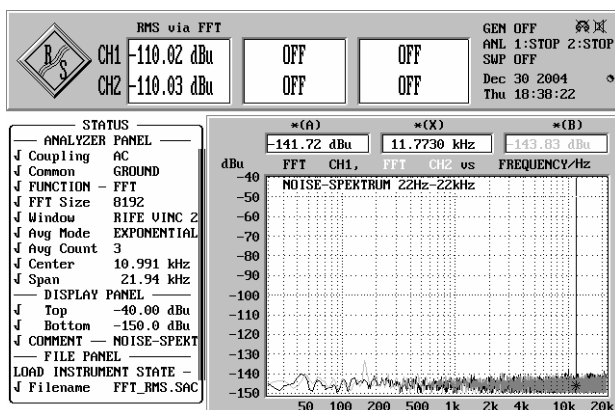 RMS via FFT
R S
CH1 -110.02 dBu OFF OFF
CH2 -110.03 dBu OFF OFF
GEN OFF
ANL 1:STOP 2:STOP
SWP OFF
Dec 30 2004
Thu 18:38:22
STATUS
ANALYZER PANEL
Coupling AC
Common GROUND
FUNCTION - FFT
FFT Size 8192
Window RIFE VINC 2
Avg Mode EXPONENTIAL
Avg Count 3
Center 10.991 kHz
Span 21.94 kHz
DISPLAY PANEL
Top -40.00 dBu
Bottom -150.0 dBu
COMMENT — NOISE-SPEKT
FILE PANEL
LOAD INSTRUMENT STATE -
Filename FFT_RMS.SAC
*(A) *(X) *(B)
-141.72 dBu 11.7730 kHz -143.83 dBu
dBu FFT CH1, FFT CH2 vs FREQUENCY/Hz
NOISE-SPEKTRUM 22Hz-22kHz
-40
-50
-60
-70
-80
-90
-100
-110
-120
-130
-140
-150
50 100 200 500 1k 2k 4k 10k 20k